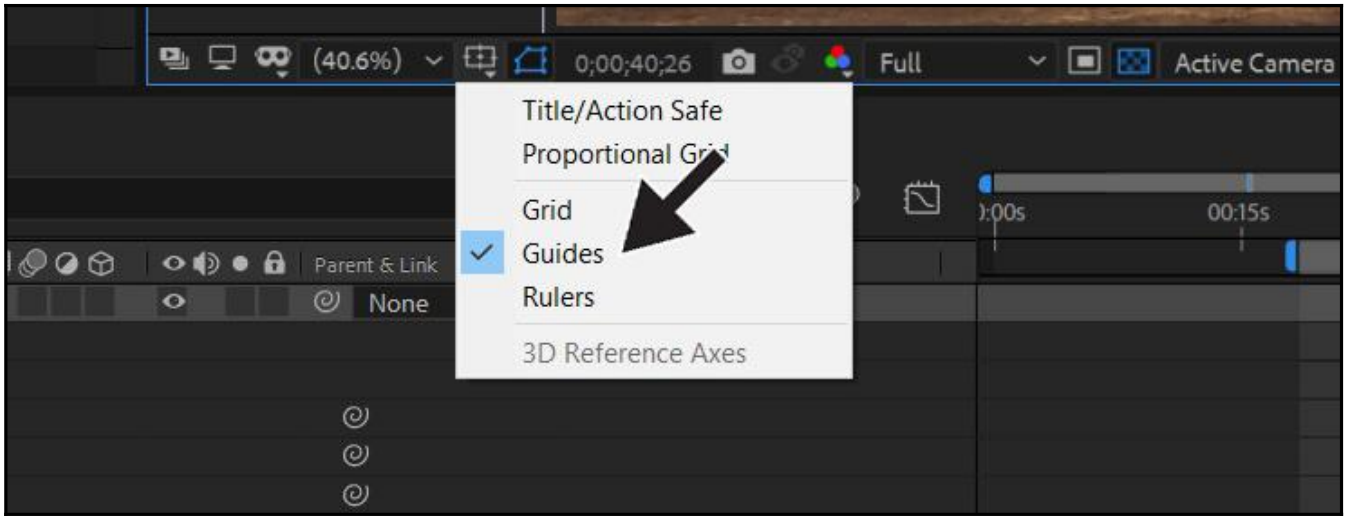 (40.6%) 0;00;40;26 Full Active Camera
Title/Action Safe
Proportional Grid
Grid
):00s 00:15s
Guides
Parent & Link
Rulers
None
3D Reference Axes